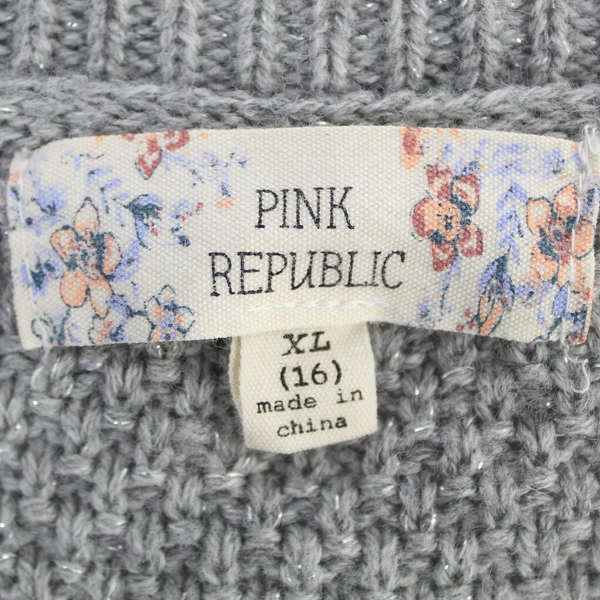 PINK
REPUBLIC
XL
(16)
made in
china